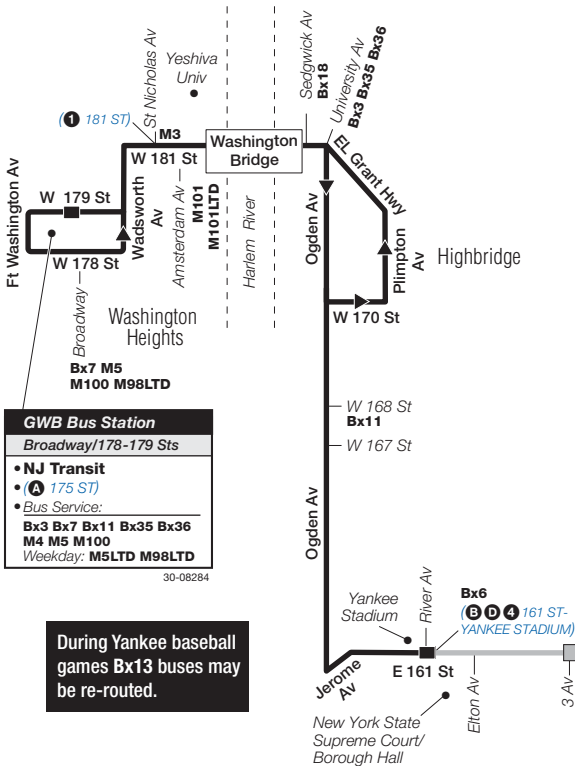 St Nicholas Av
Yeshiva
Univ
Sedgwick Av
Bx18
University Av
Bx3 Bx35 Bx36
(1 181 ST)
M3
W 181 St
Washington
Bridge
EL Grant Hwy
Ft Washington Av
W 179 St
Wadsworth
Av
Amsterdam Av
M101
M101LTD
Harlem River
Ogden Av
Plimpton
Av
Highbridge
W 178 St
Broadway
Washington
Heights
W 170 St
Bx7 M5
M100 M98LTD
W 168 St
Bx11
W 167 St
GWB Bus Station
Broadway/178-179 Sts
• NJ Transit
• (A 175 ST)
• Bus Service:
Bx3 Bx7 Bx11 Bx35 Bx36
M4 M5 M100
Weekday: M5LTD M98LTD
30-08284
Ogden Av
During Yankee baseball
games Bx13 buses may
be re-routed.
Yankee
Stadium
River Av
Bx6
(B D 4 161 ST-
YANKEE STADIUM)
Jerome
Av
E 161 St
Elton Av
3 Av
New York State
Supreme Court/
Borough Hall